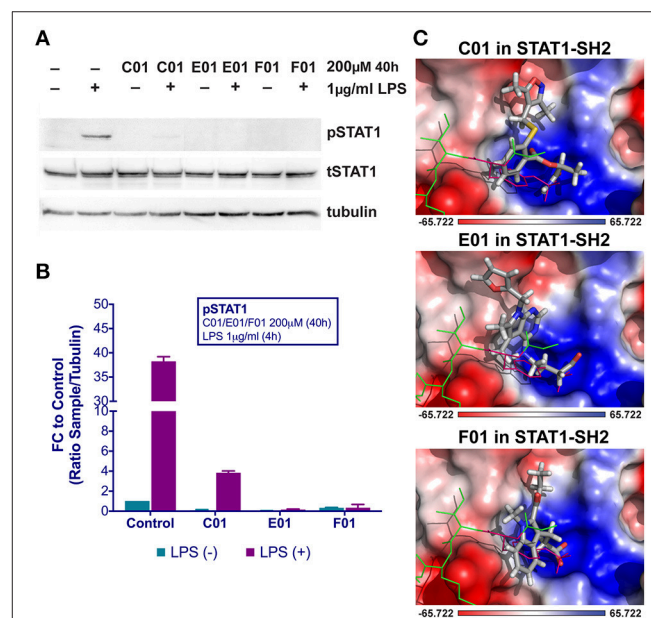 A
C01 C01 E01 E01 F01 F01 200µM 40h
– – – – – – – –
– + – + – + – + 1µg/ml LPS
pSTAT1
tSTAT1
tubulin
B
pSTAT1
C01/E01/F01 200µM (40h)
LPS 1µg/ml (4h)
FC to Control
(Ratio Sample/Tubulin)
50
45
40
35
30
10
8
6
4
2
0
Control C01 E01 F01
LPS (-) LPS (+)
C
C01 in STAT1-SH2
-65.722 65.722
E01 in STAT1-SH2
-65.722 65.722
F01 in STAT1-SH2
-65.722 65.722